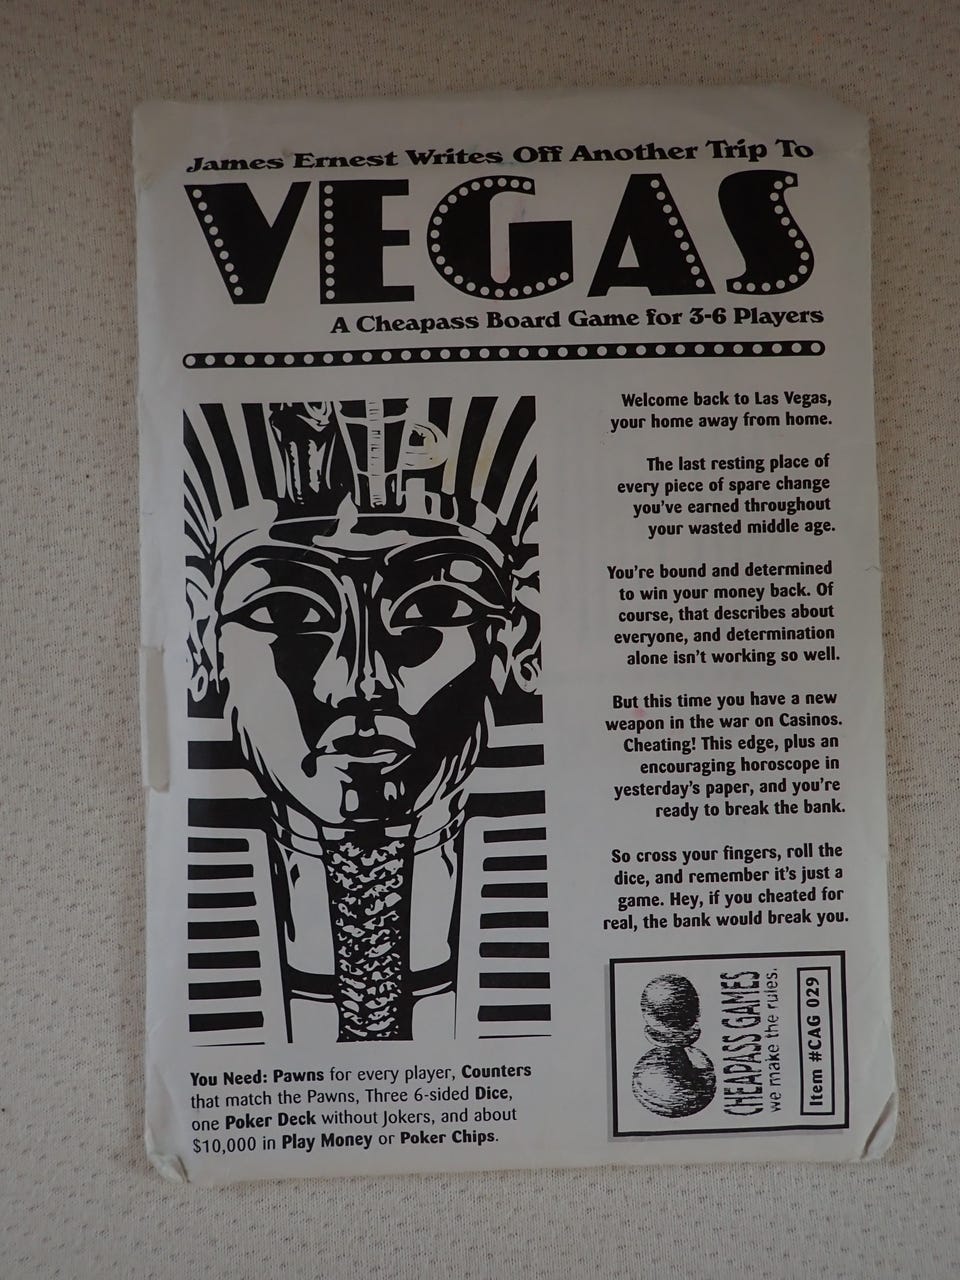 James Ernest Writes Off Another Trip To
VEGAS
A Cheapass Board Game for 3-6 Players
Welcome back to Las Vegas,
your home away from home.
The last resting place of
every piece of spare change
you've earned throughout
your wasted middle age.
You're bound and determined
to win your money back. Of
course, that describes about
everyone, and determination
alone isn't working so well.
But this time you have a new
weapon in the war on Casinos.
Cheating! This edge, plus an
encouraging horoscope in
yesterday's paper, and you're
ready to break the bank.
So cross your fingers, roll the
dice, and remember it's just a
game. Hey, if you cheated for
real, the bank would break you.
You Need: Pawns for every player, Counters
that match the Pawns, Three 6-sided Dice,
one Poker Deck without Jokers, and about
$10,000 in Play Money or Poker Chips.
CHEAPASS GAMES
we make the rules.
Item #CAG 029